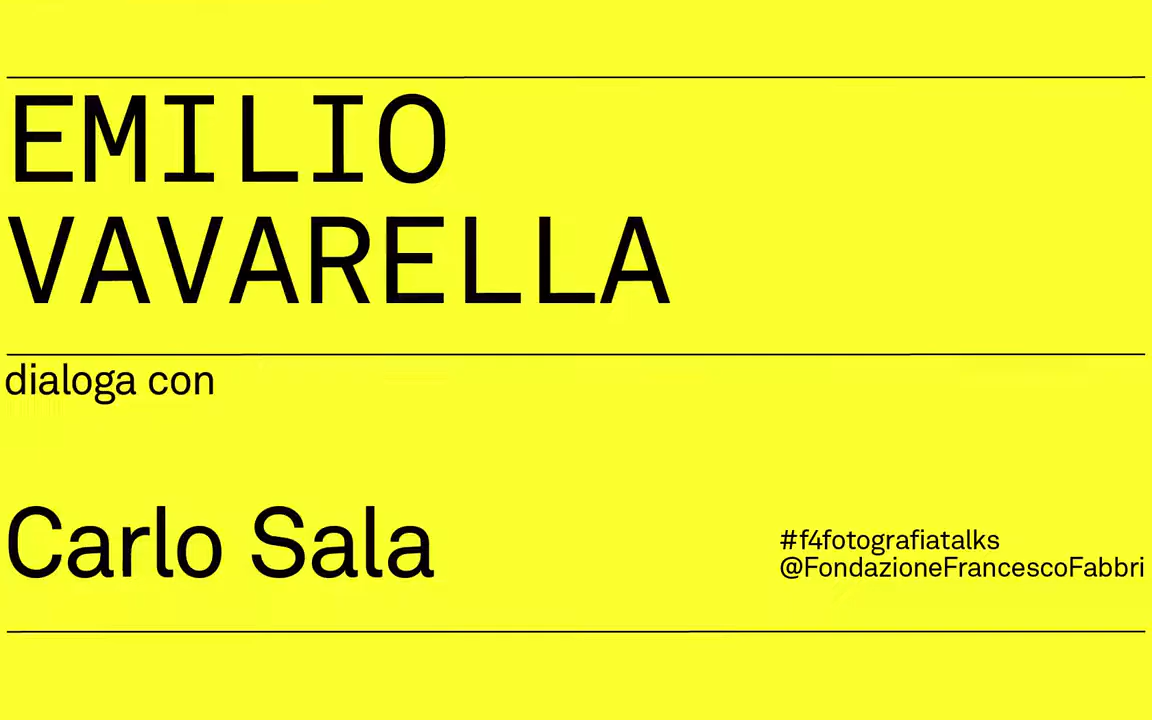 EMILIO
VAVARELLA
dialoga con
Carlo Sala
#f4fotografiatalks
@FondazioneFrancescoFabbri